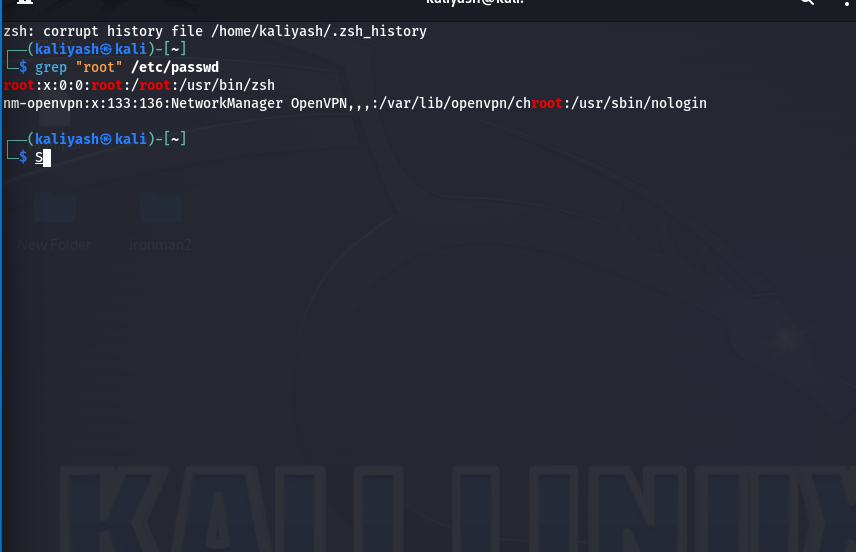 kaliyash@kali:
zsh: corrupt history file /home/kaliyash/.zsh_history
┌──(kaliyash㉿kali)-[~]
└─$ grep "root" /etc/passwd
root:x:0:0:root:/root:/usr/bin/zsh
nm-openvpn:x:133:136:NetworkManager OpenVPN,,,:/var/lib/openvpn/chroot:/usr/sbin/nologin
┌──(kaliyash㉿kali)-[~]
└─$ S
New Folder
ironman2
KALI LINUX